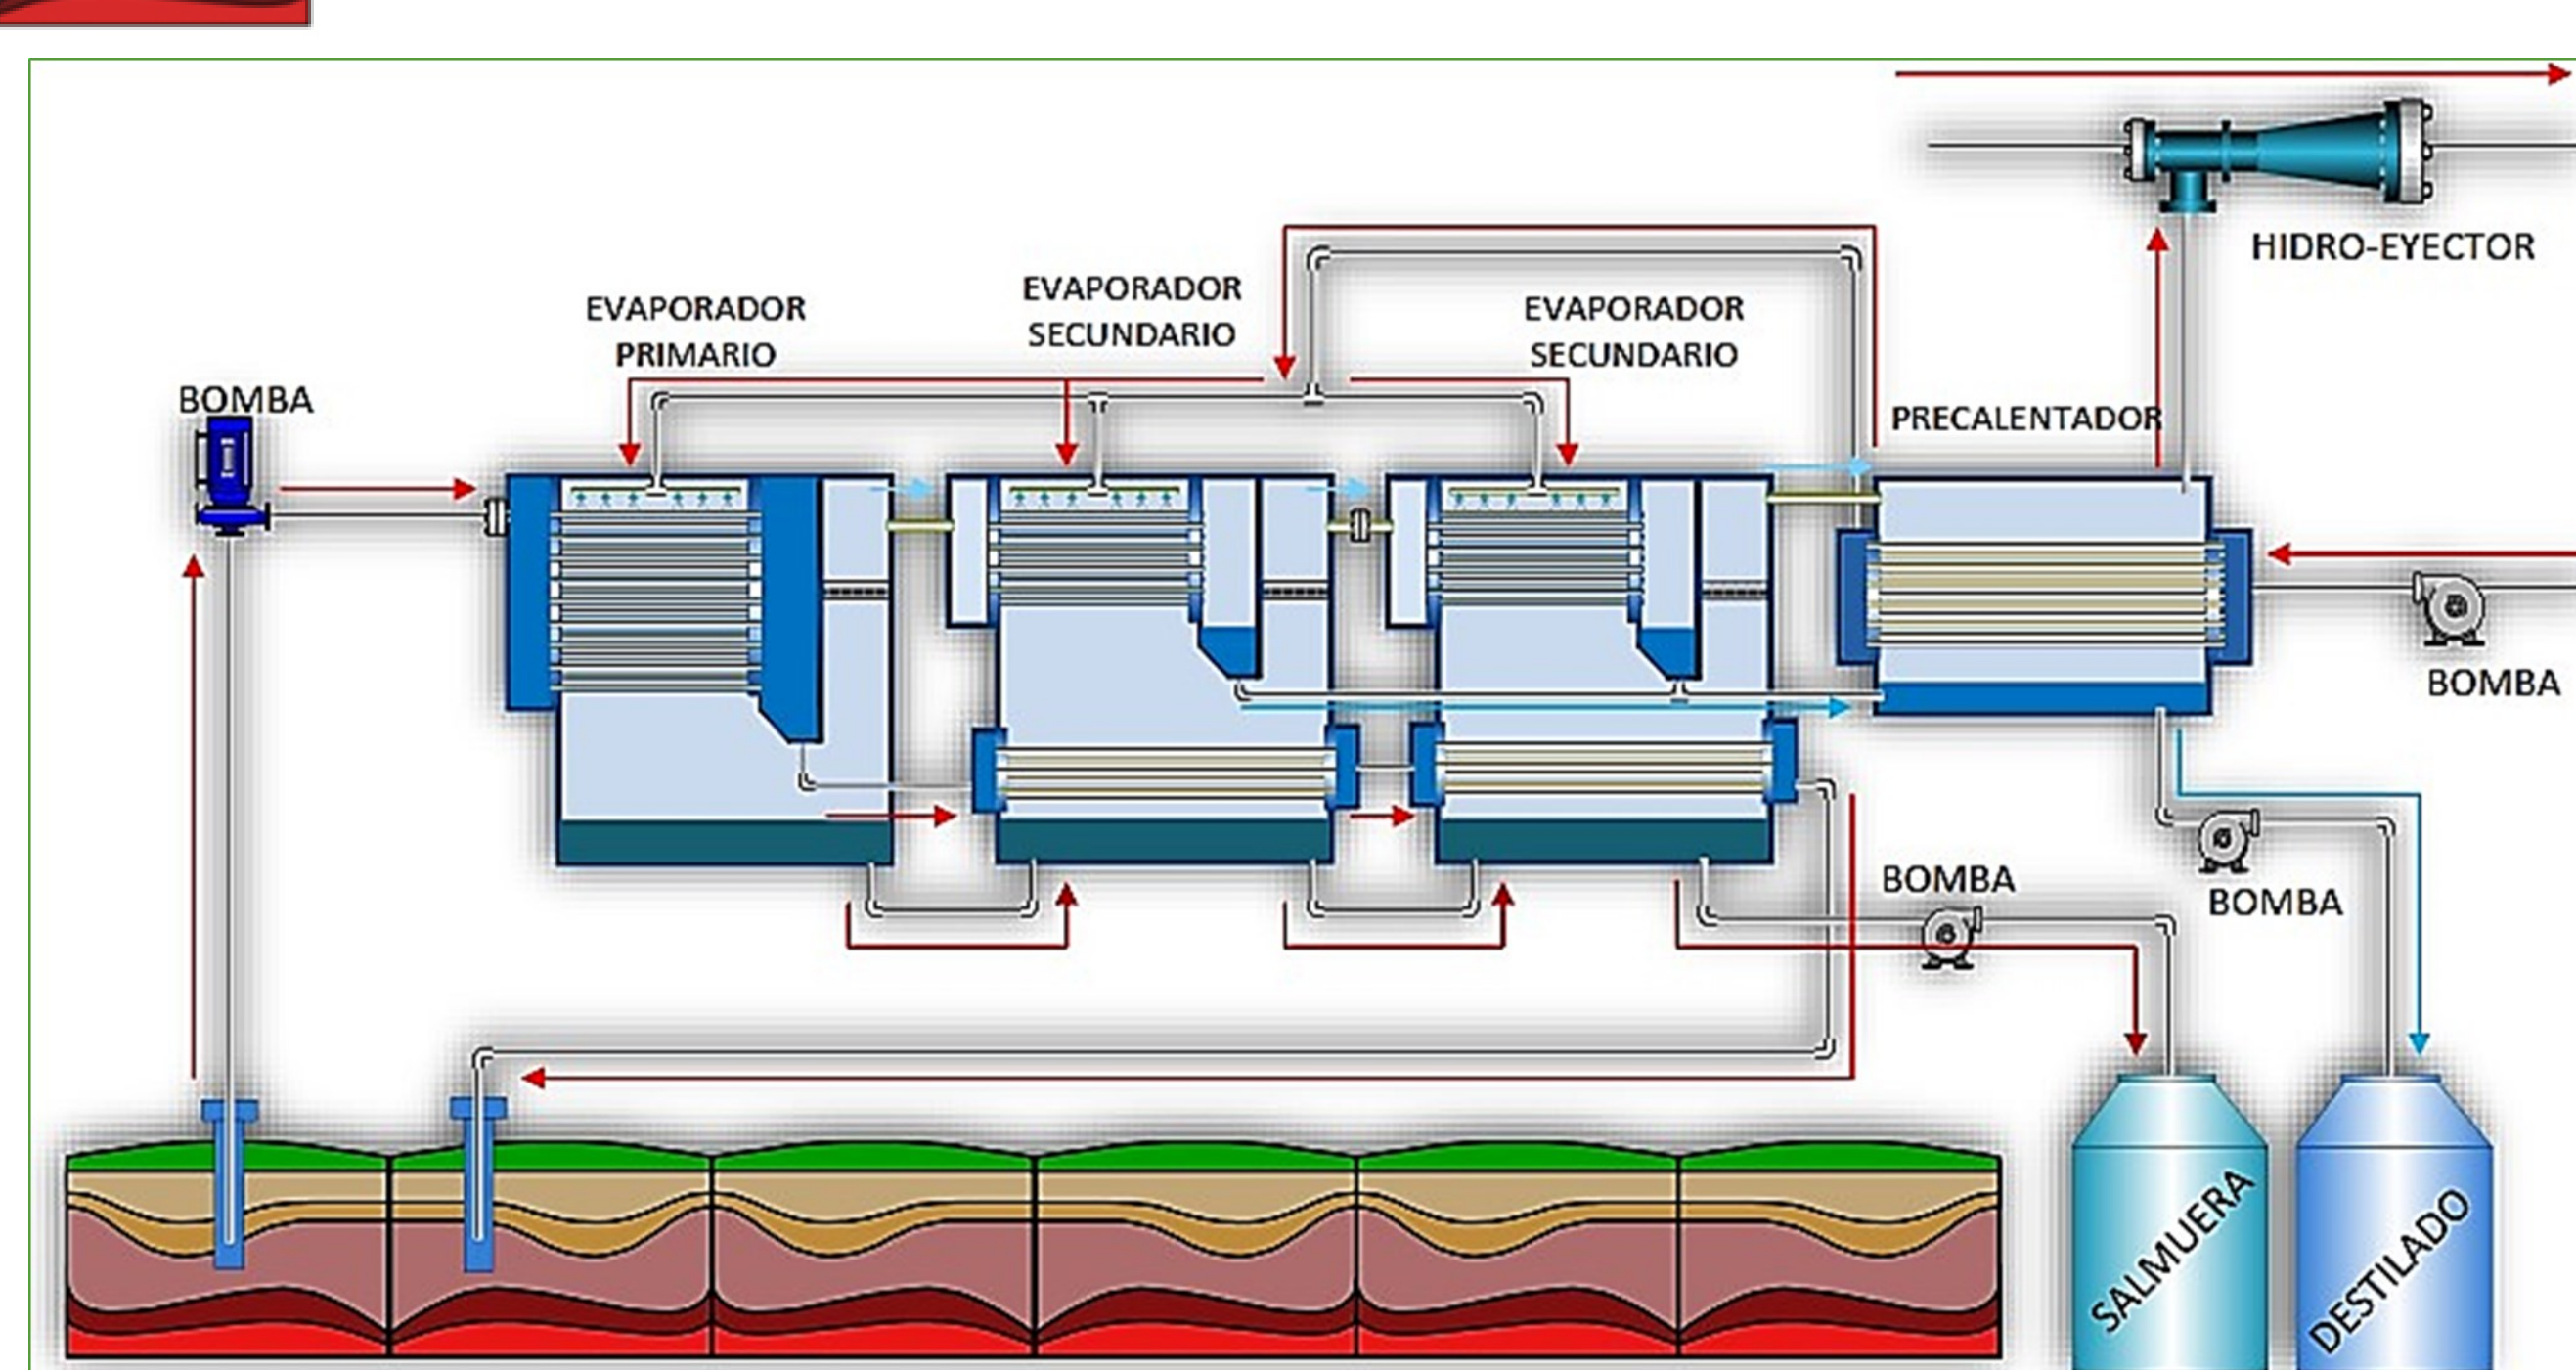 HIDRO-EYECTOR
EVAPORADOR
PRIMARIO
EVAPORADOR
SECUNDARIO
EVAPORADOR
SECUNDARIO
BOMBA
PRECALENTADOR
BOMBA
BOMBA
BOMBA
SALMUERA
DESTILADO